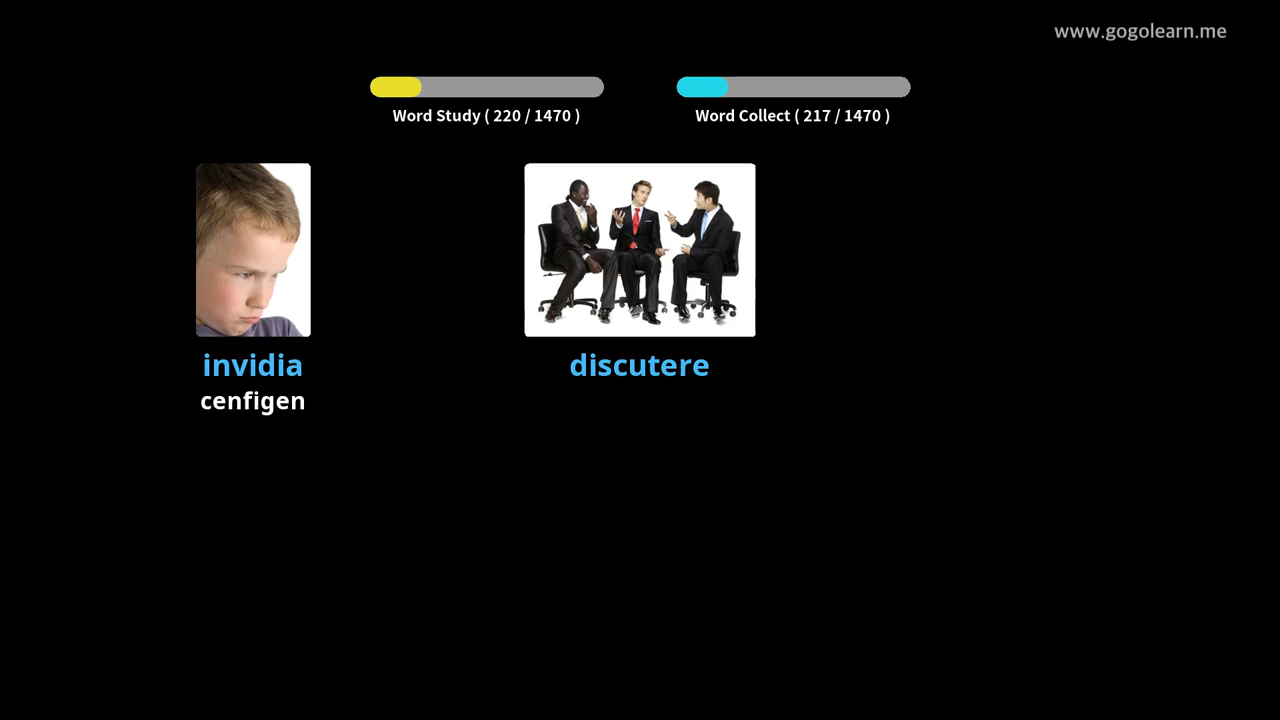 www.gogolearn.me
Word Study ( 220 / 1470 )
Word Collect ( 217 / 1470 )
invidia
cenfigen
discutere